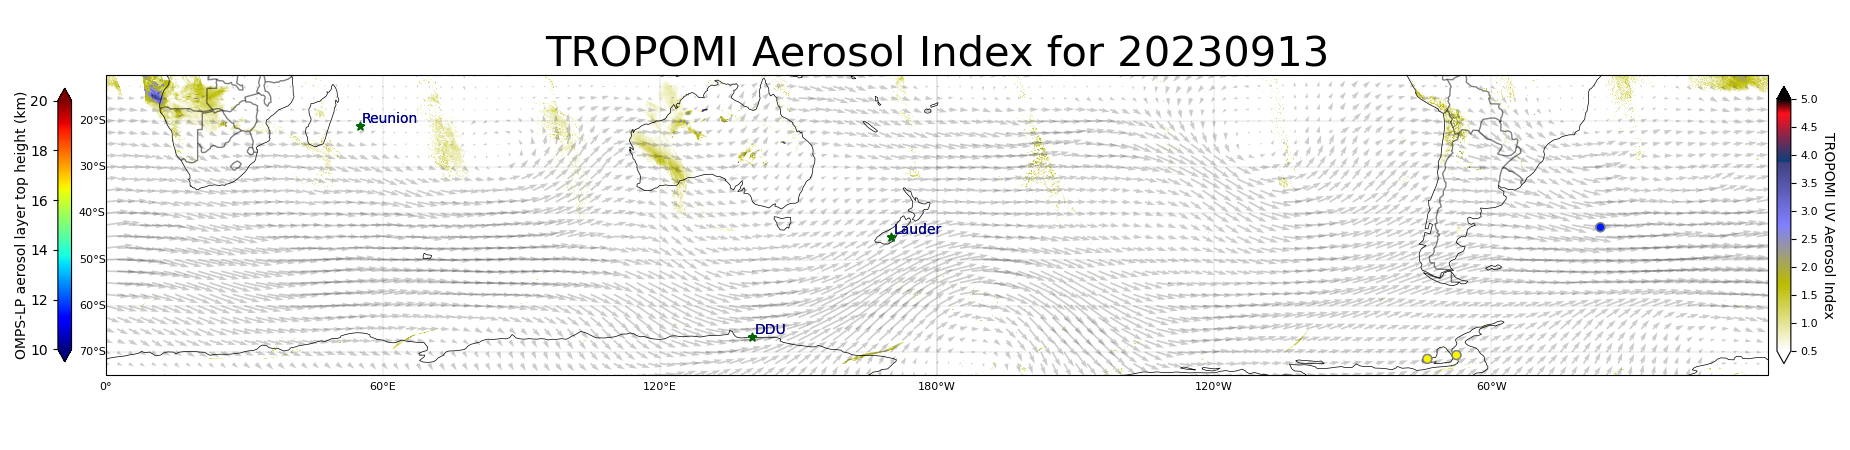 TROPOMI Aerosol Index for 20230913
OMPS-LP aerosol layer top height (km)
20
18
16
14
12
10
20°S
30°S
40°S
50°S
60°S
70°S
Reunion
Lauder
DDU
0°
60°E
120°E
180°W
120°W
60°W
5.0
4.5
4.0
3.5
3.0
2.5
2.0
1.5
1.0
0.5
TROPOMI UV Aerosol Index